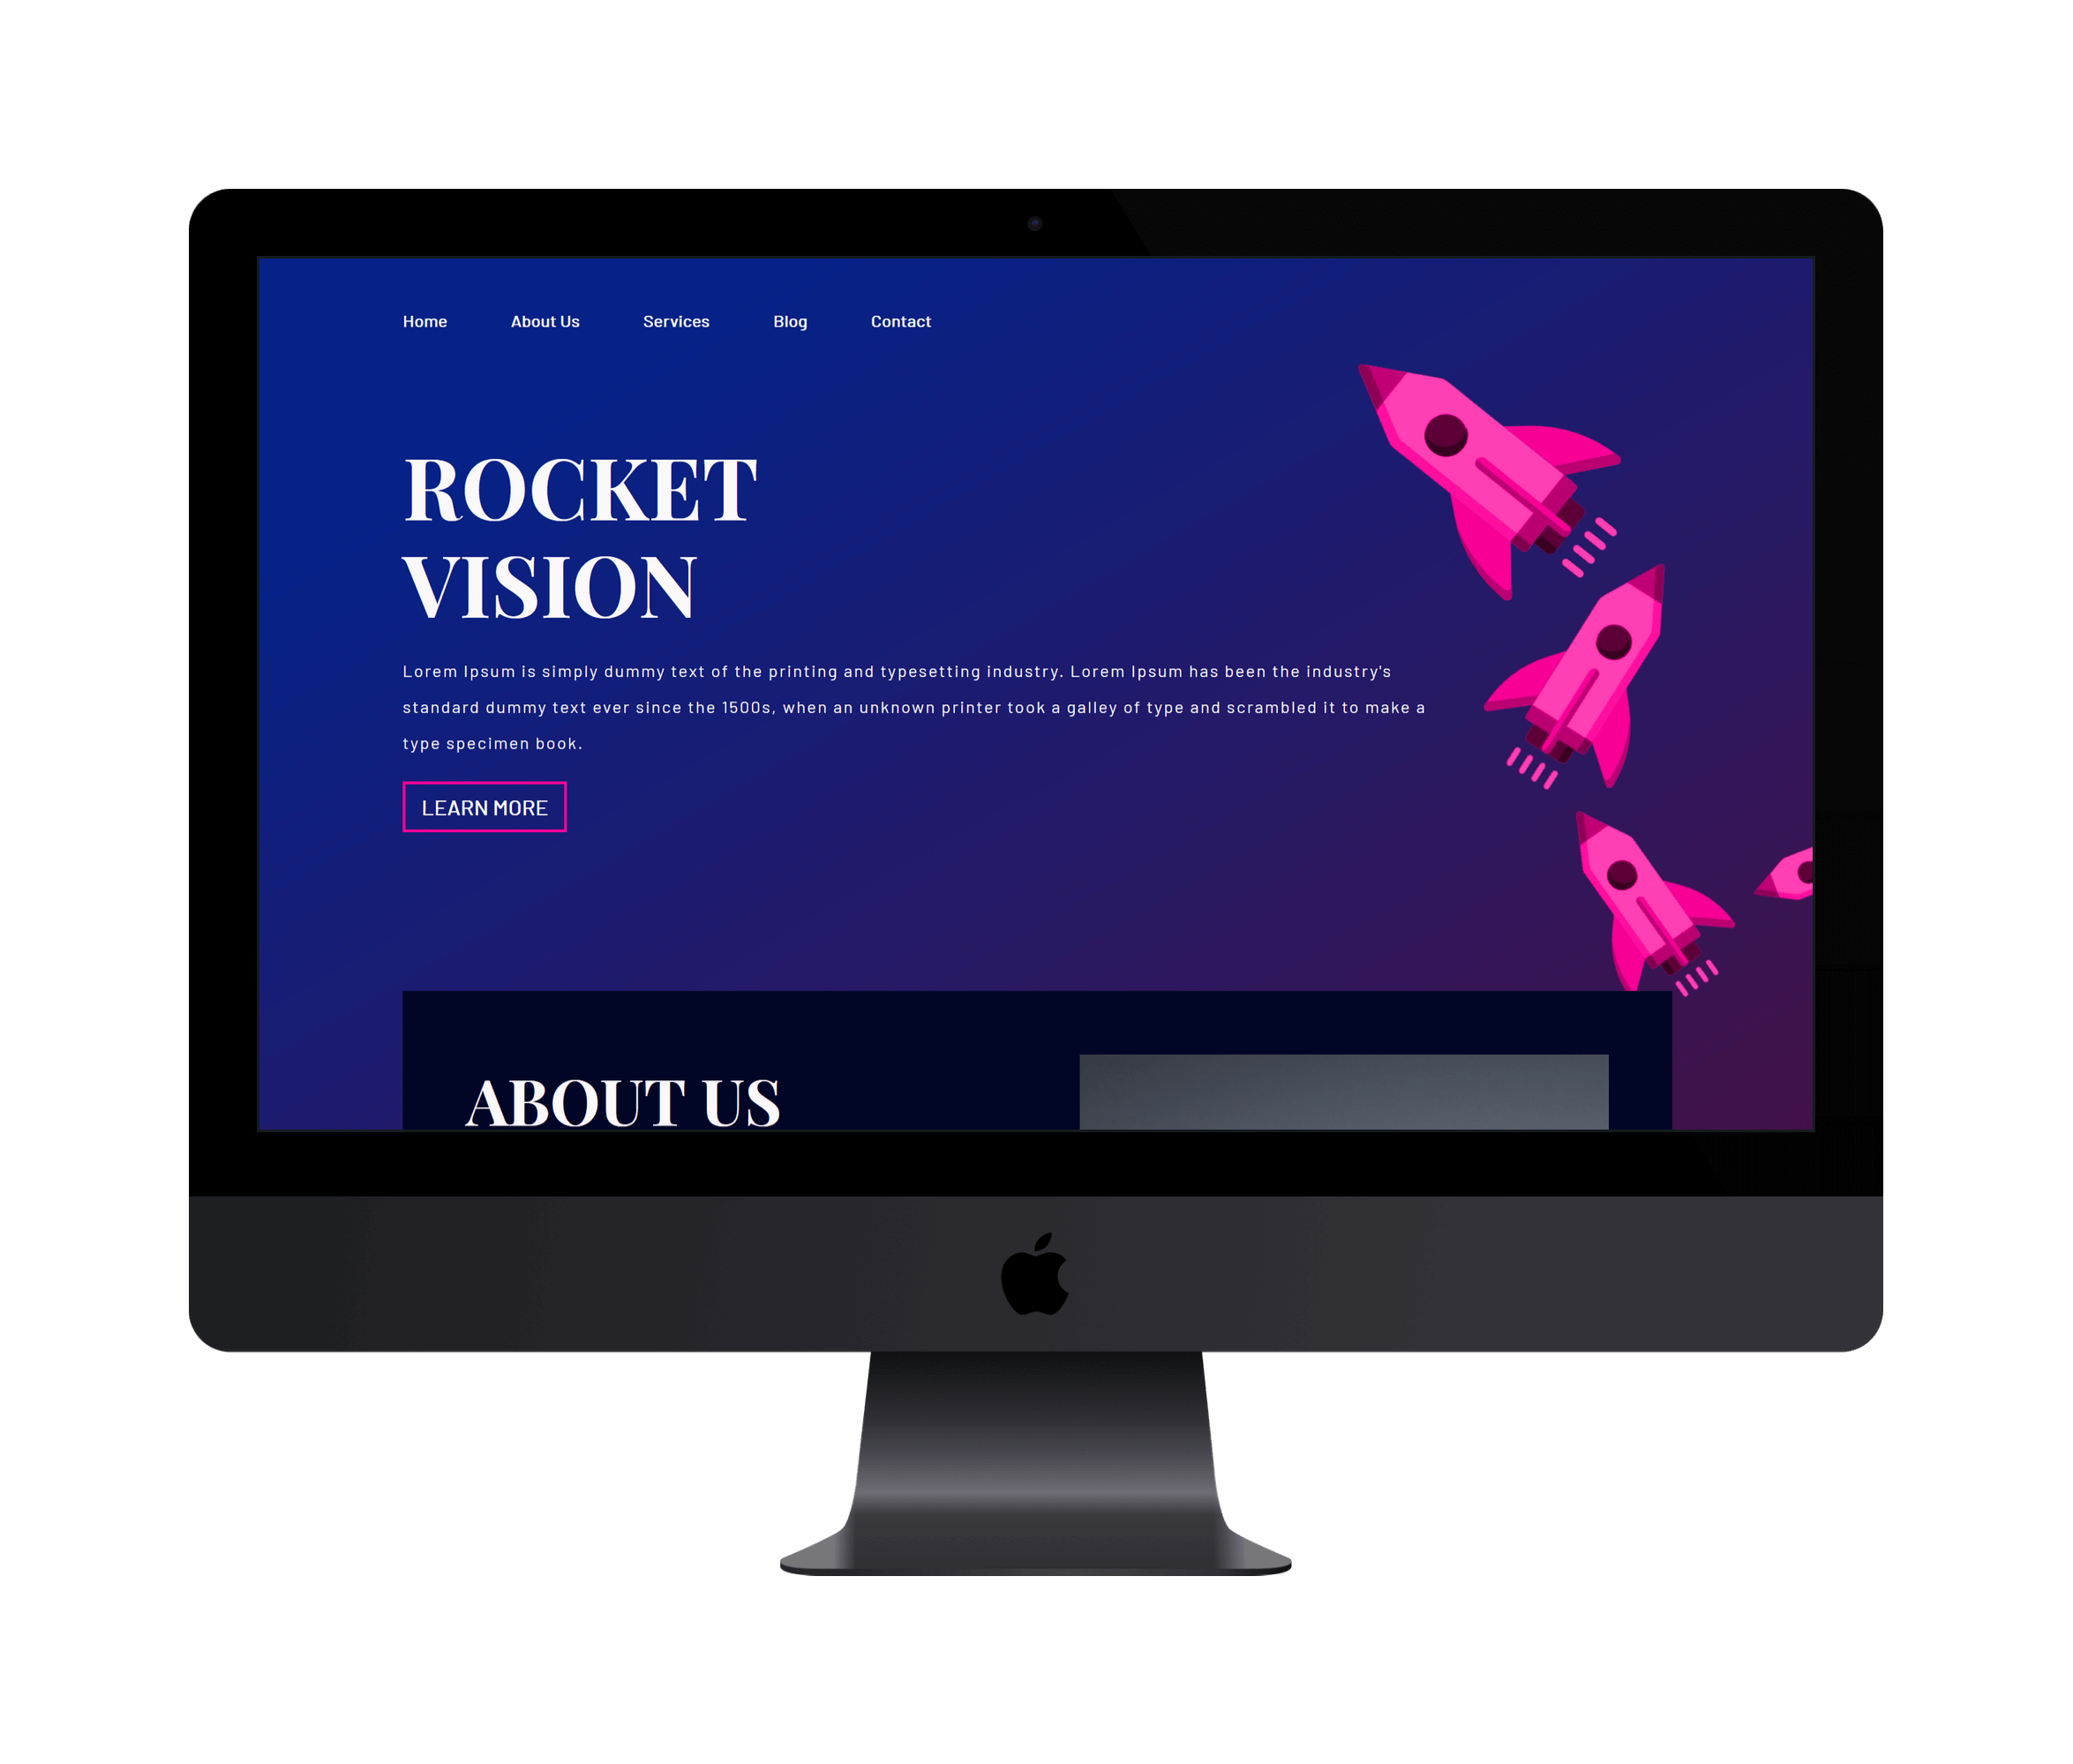 Home About Us Services Blog Contact
ROCKET
VISION
Lorem Ipsum is simply dummy text of the printing and typesetting industry. Lorem Ipsum has been the industry's
standard dummy text ever since the 1500s, when an unknown printer took a galley of type and scrambled it to make a
type specimen book.
LEARN MORE
ABOUT US